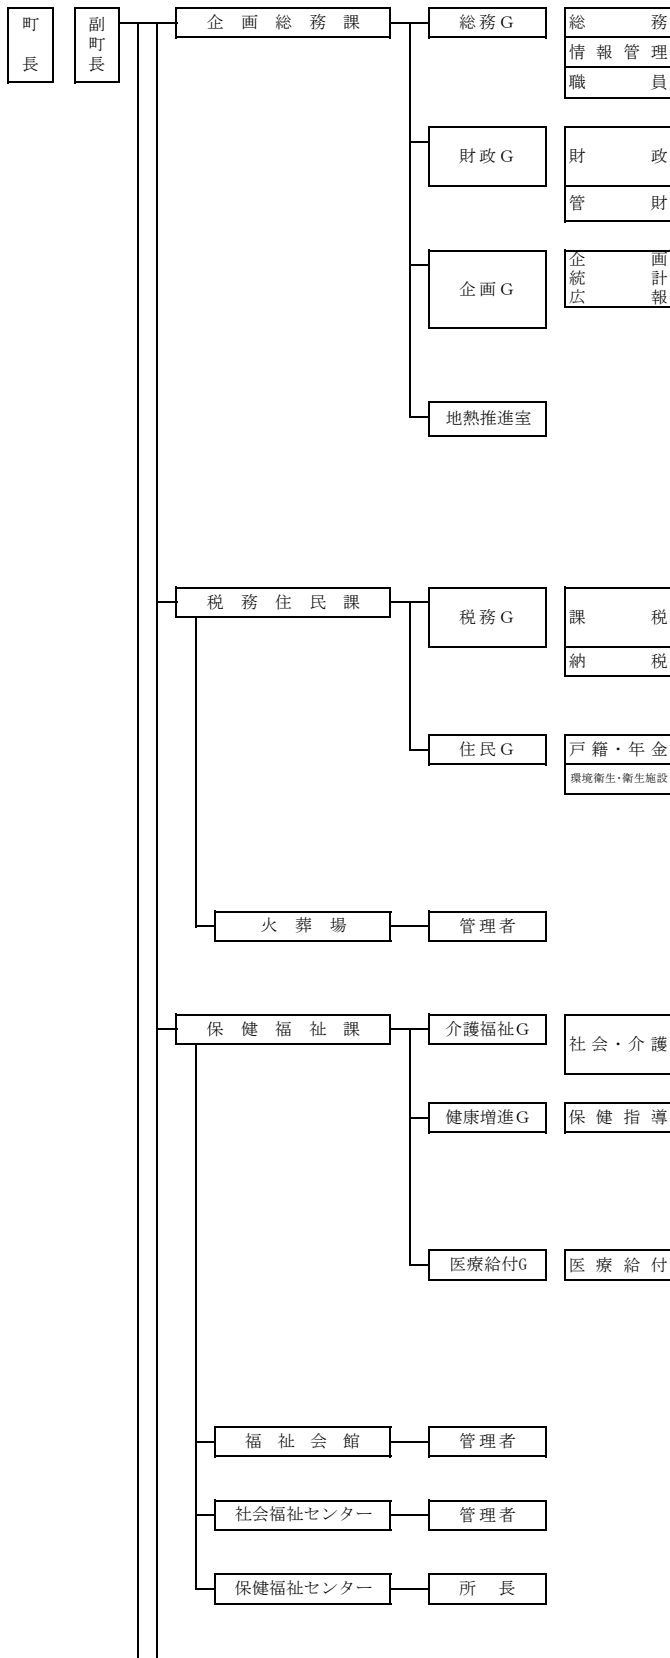 町長
副町長
企画総務課
総務G
総務
情報管理
職員
財政G
財政
管財
企画G
企画
統計
広報
地熱推進室
税務住民課
税務G
課税
納税
住民G
戸籍・年金
環境衛生・衛生施設
火葬場
管理者
保健福祉課
介護福祉G
社会・介護
健康増進G
保健指導
医療給付G
医療給付
福祉会館
管理者
社会福祉センター
管理者
保健福祉センター
所長